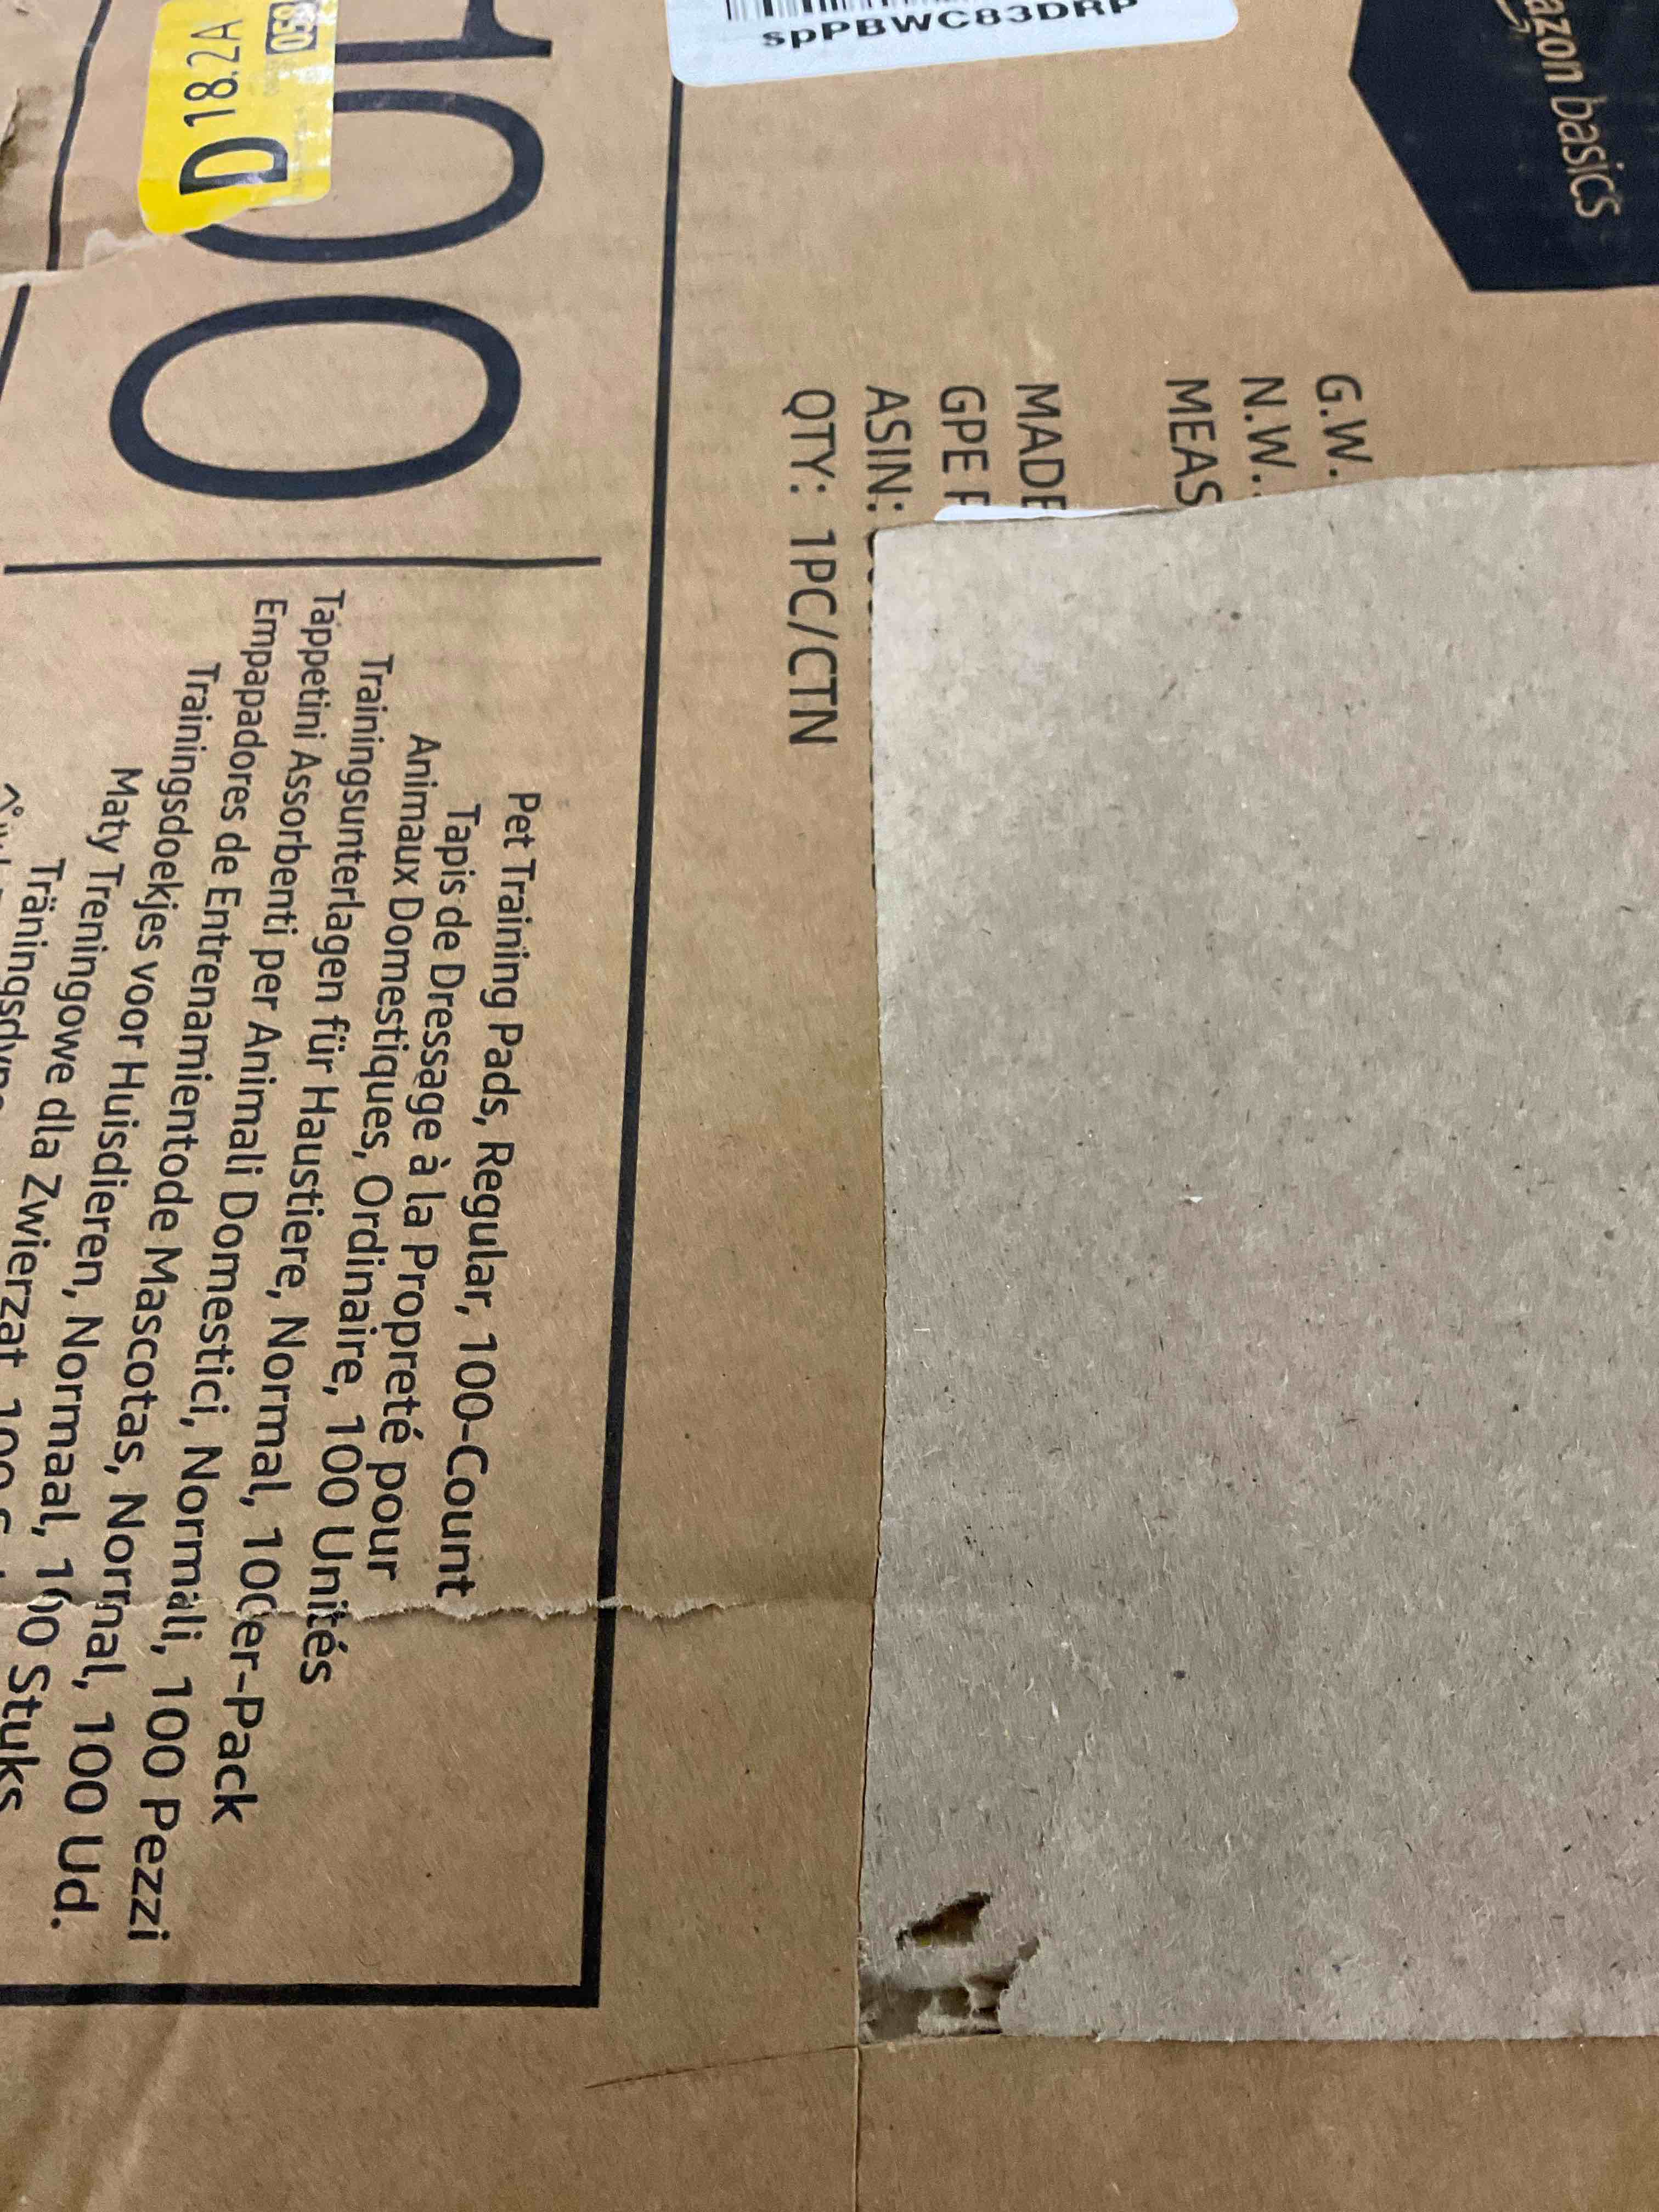 amazon basics
G.W.
N.W.:
MEAS
MADE
GPE
ASIN:
QTY: 1PC/CTN
spPBWC83DRP
100
Pet Training Pads, Regular, 100-Count
Tapis de Dressage à la Propreté pour
Animaux Domestiques, Ordinaire, 100 Unités
Trainingsunterlagen für Haustiere, Normal, 100er-Pack
Tappetini Assorbenti per Animali Domestici, Normali, 100 Pezzi
Empapadores de Entrenamientode Mascotas, Normal, 100 Ud.
Trainingsdoekjes voor Huisdieren, Normaal, 100 Stuks
Maty Treningowe dla Zwierząt, 100
D 18.2A